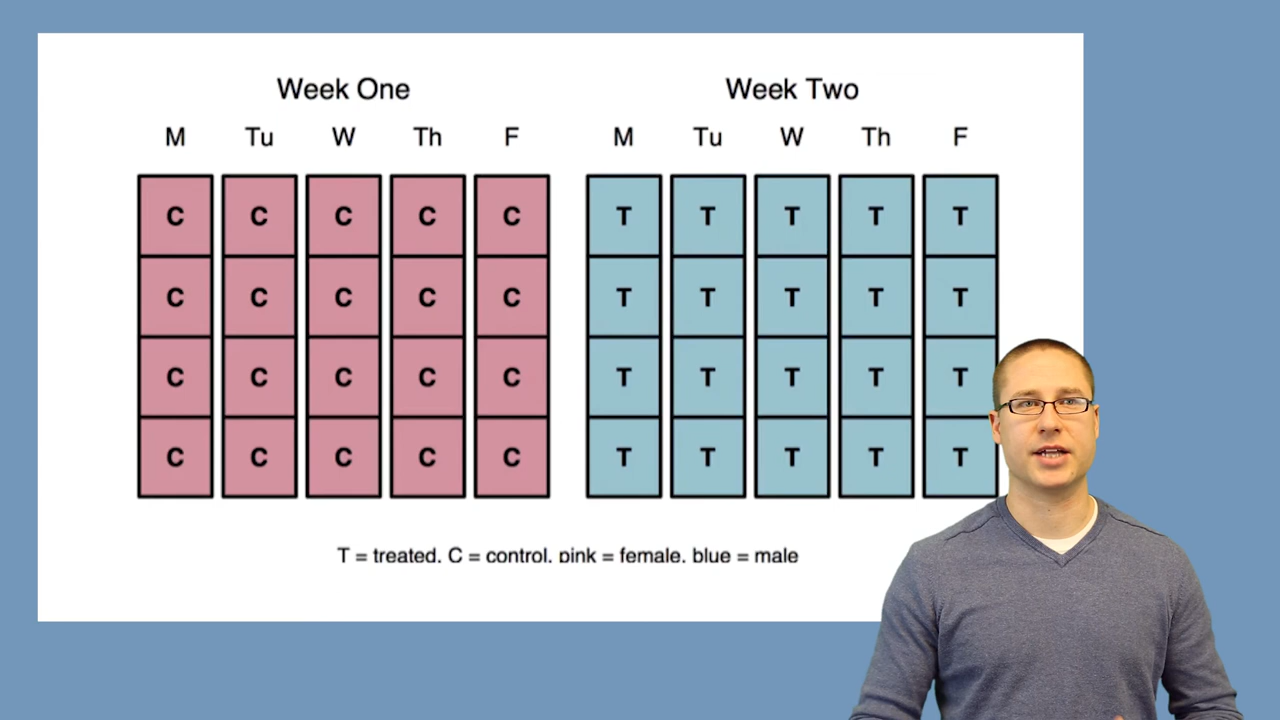 Week One Week Two
M Tu W Th F M Tu W Th F
C C C C C T T T T T
C C C C C T T T T T
C C C C C T T T T T
C C C C C T T T T T
T = treated, C = control, pink = female, blue = male